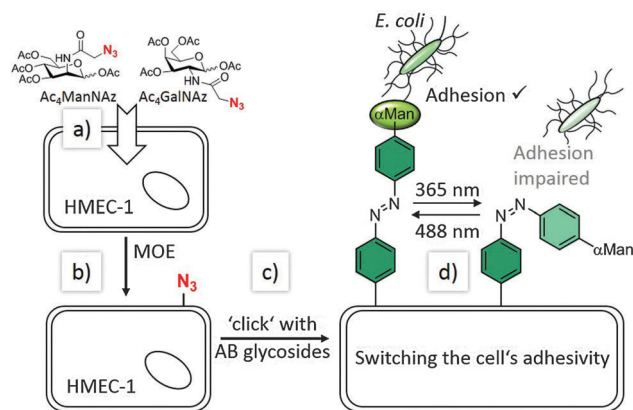 E. coli
AcO
N3
HN
O
OAc
O
AcO
AcO
OAc
Ac4ManNAz
AcO
OAc
O
AcO
OAc
HN
O
N3
Ac4GalNAz
Adhesion ✓
αMan
Adhesion
impaired
a)
HMEC-1
365 nm
488 nm
N
N
N
N
αMan
b)
MOE
c)
d)
N3
'click' with
AB glycosides
HMEC-1
Switching the cell's adhesivity